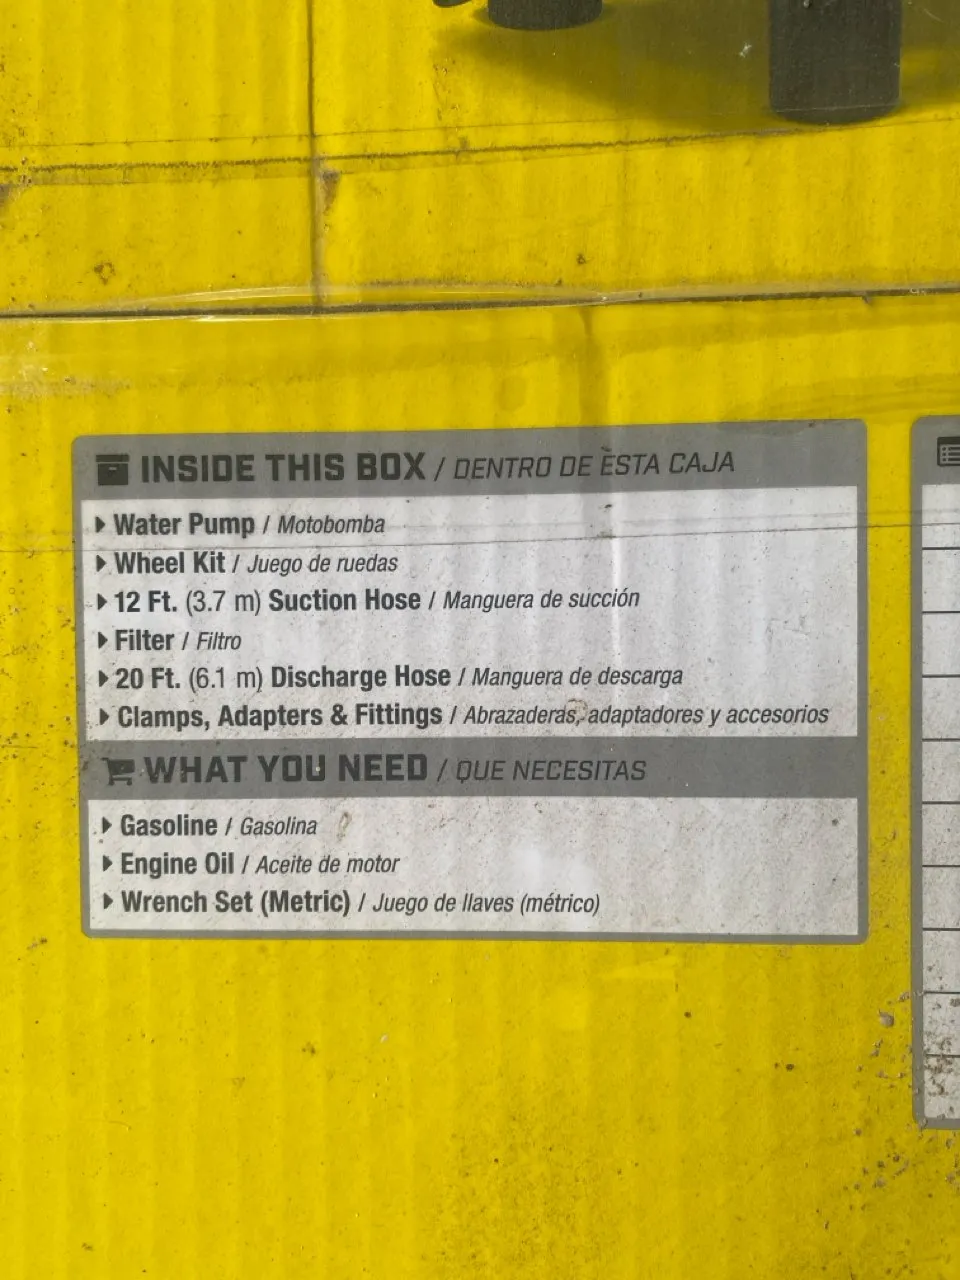 INSIDE THIS BOX / DENTRO DE ESTA CAJA
Water Pump / Motobomba
Wheel Kit / Juego de ruedas
12 Ft. (3.7 m) Suction Hose / Manguera de succión
Filter / Filtro
20 Ft. (6.1 m) Discharge Hose / Manguera de descarga
Clamps, Adapters & Fittings / Abrazaderas, adaptadores y accesorios
WHAT YOU NEED / QUE NECESITAS
Gasoline / Gasolina
Engine Oil / Aceite de motor
Wrench Set (Metric) / Juego de llaves (métrico)